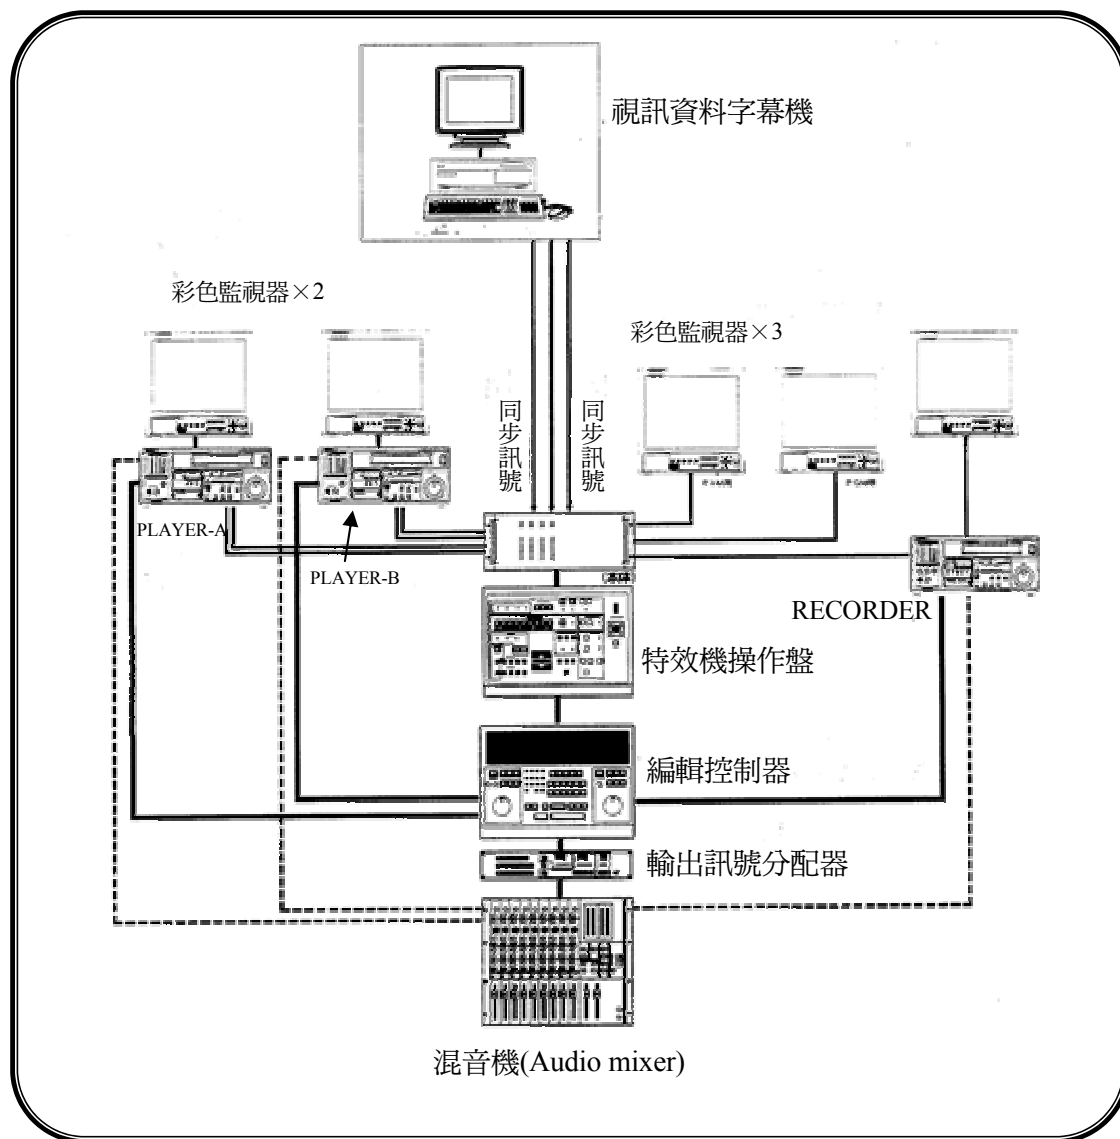 視訊資料字幕機
彩色監視器×2
彩色監視器×3
同步訊號
同步訊號
PLAYER-A
PLAYER-B
RECORDER
特效機操作盤
編輯控制器
輸出訊號分配器
混音機(Audio mixer)